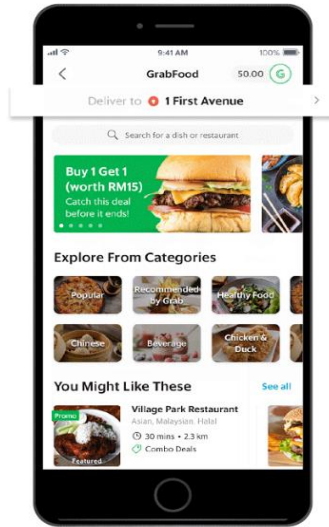 9:41 AM
100%
GrabFood
50.00 G
Deliver to 1 First Avenue
Search for a dish or restaurant
Buy 1 Get 1
(worth RM15)
Catch this deal
before it ends!
Explore From Categories
Popular
Recommended
by Grab
Healthy Food
Chinese
Beverage
Chicken &
Duck
You Might Like These
See all
Promo
Village Park Restaurant
Asian, Malaysian, Halal
30 mins • 2.3 km
Combo Deals
Featured